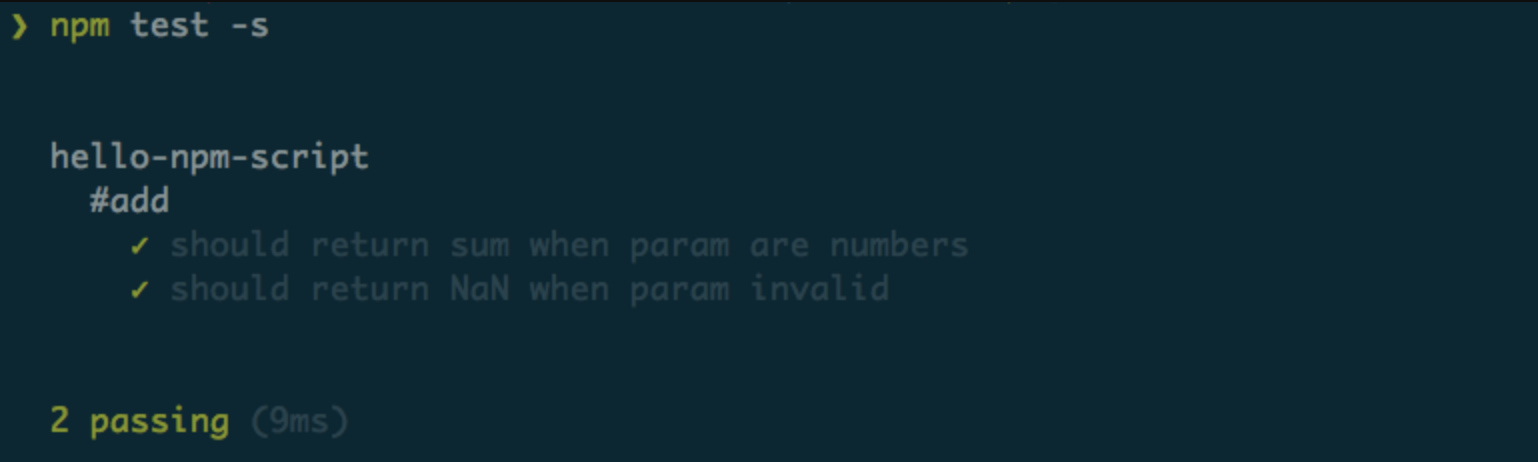 ❯ npm test -s
hello-npm-script
#add
✓ should return sum when param are numbers
✓ should return NaN when param invalid
2 passing (9ms)